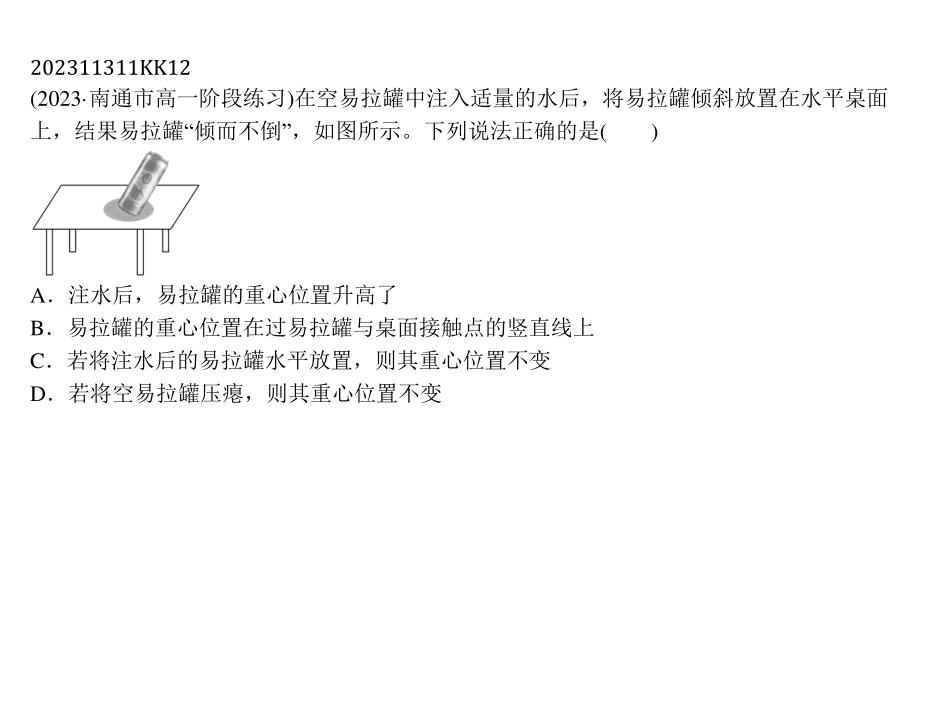 202311311KK12
(2023·南通市高一阶段练习)在空易拉罐中注入适量的水后，将易拉罐倾斜放置在水平桌面
上，结果易拉罐“倾而不倒”，如图所示。下列说法正确的是(　　)
A．注水后，易拉罐的重心位置升高了
B．易拉罐的重心位置在过易拉罐与桌面接触点的竖直线上
C．若将注水后的易拉罐水平放置，则其重心位置不变
D．若将空易拉罐压瘪，则其重心位置不变